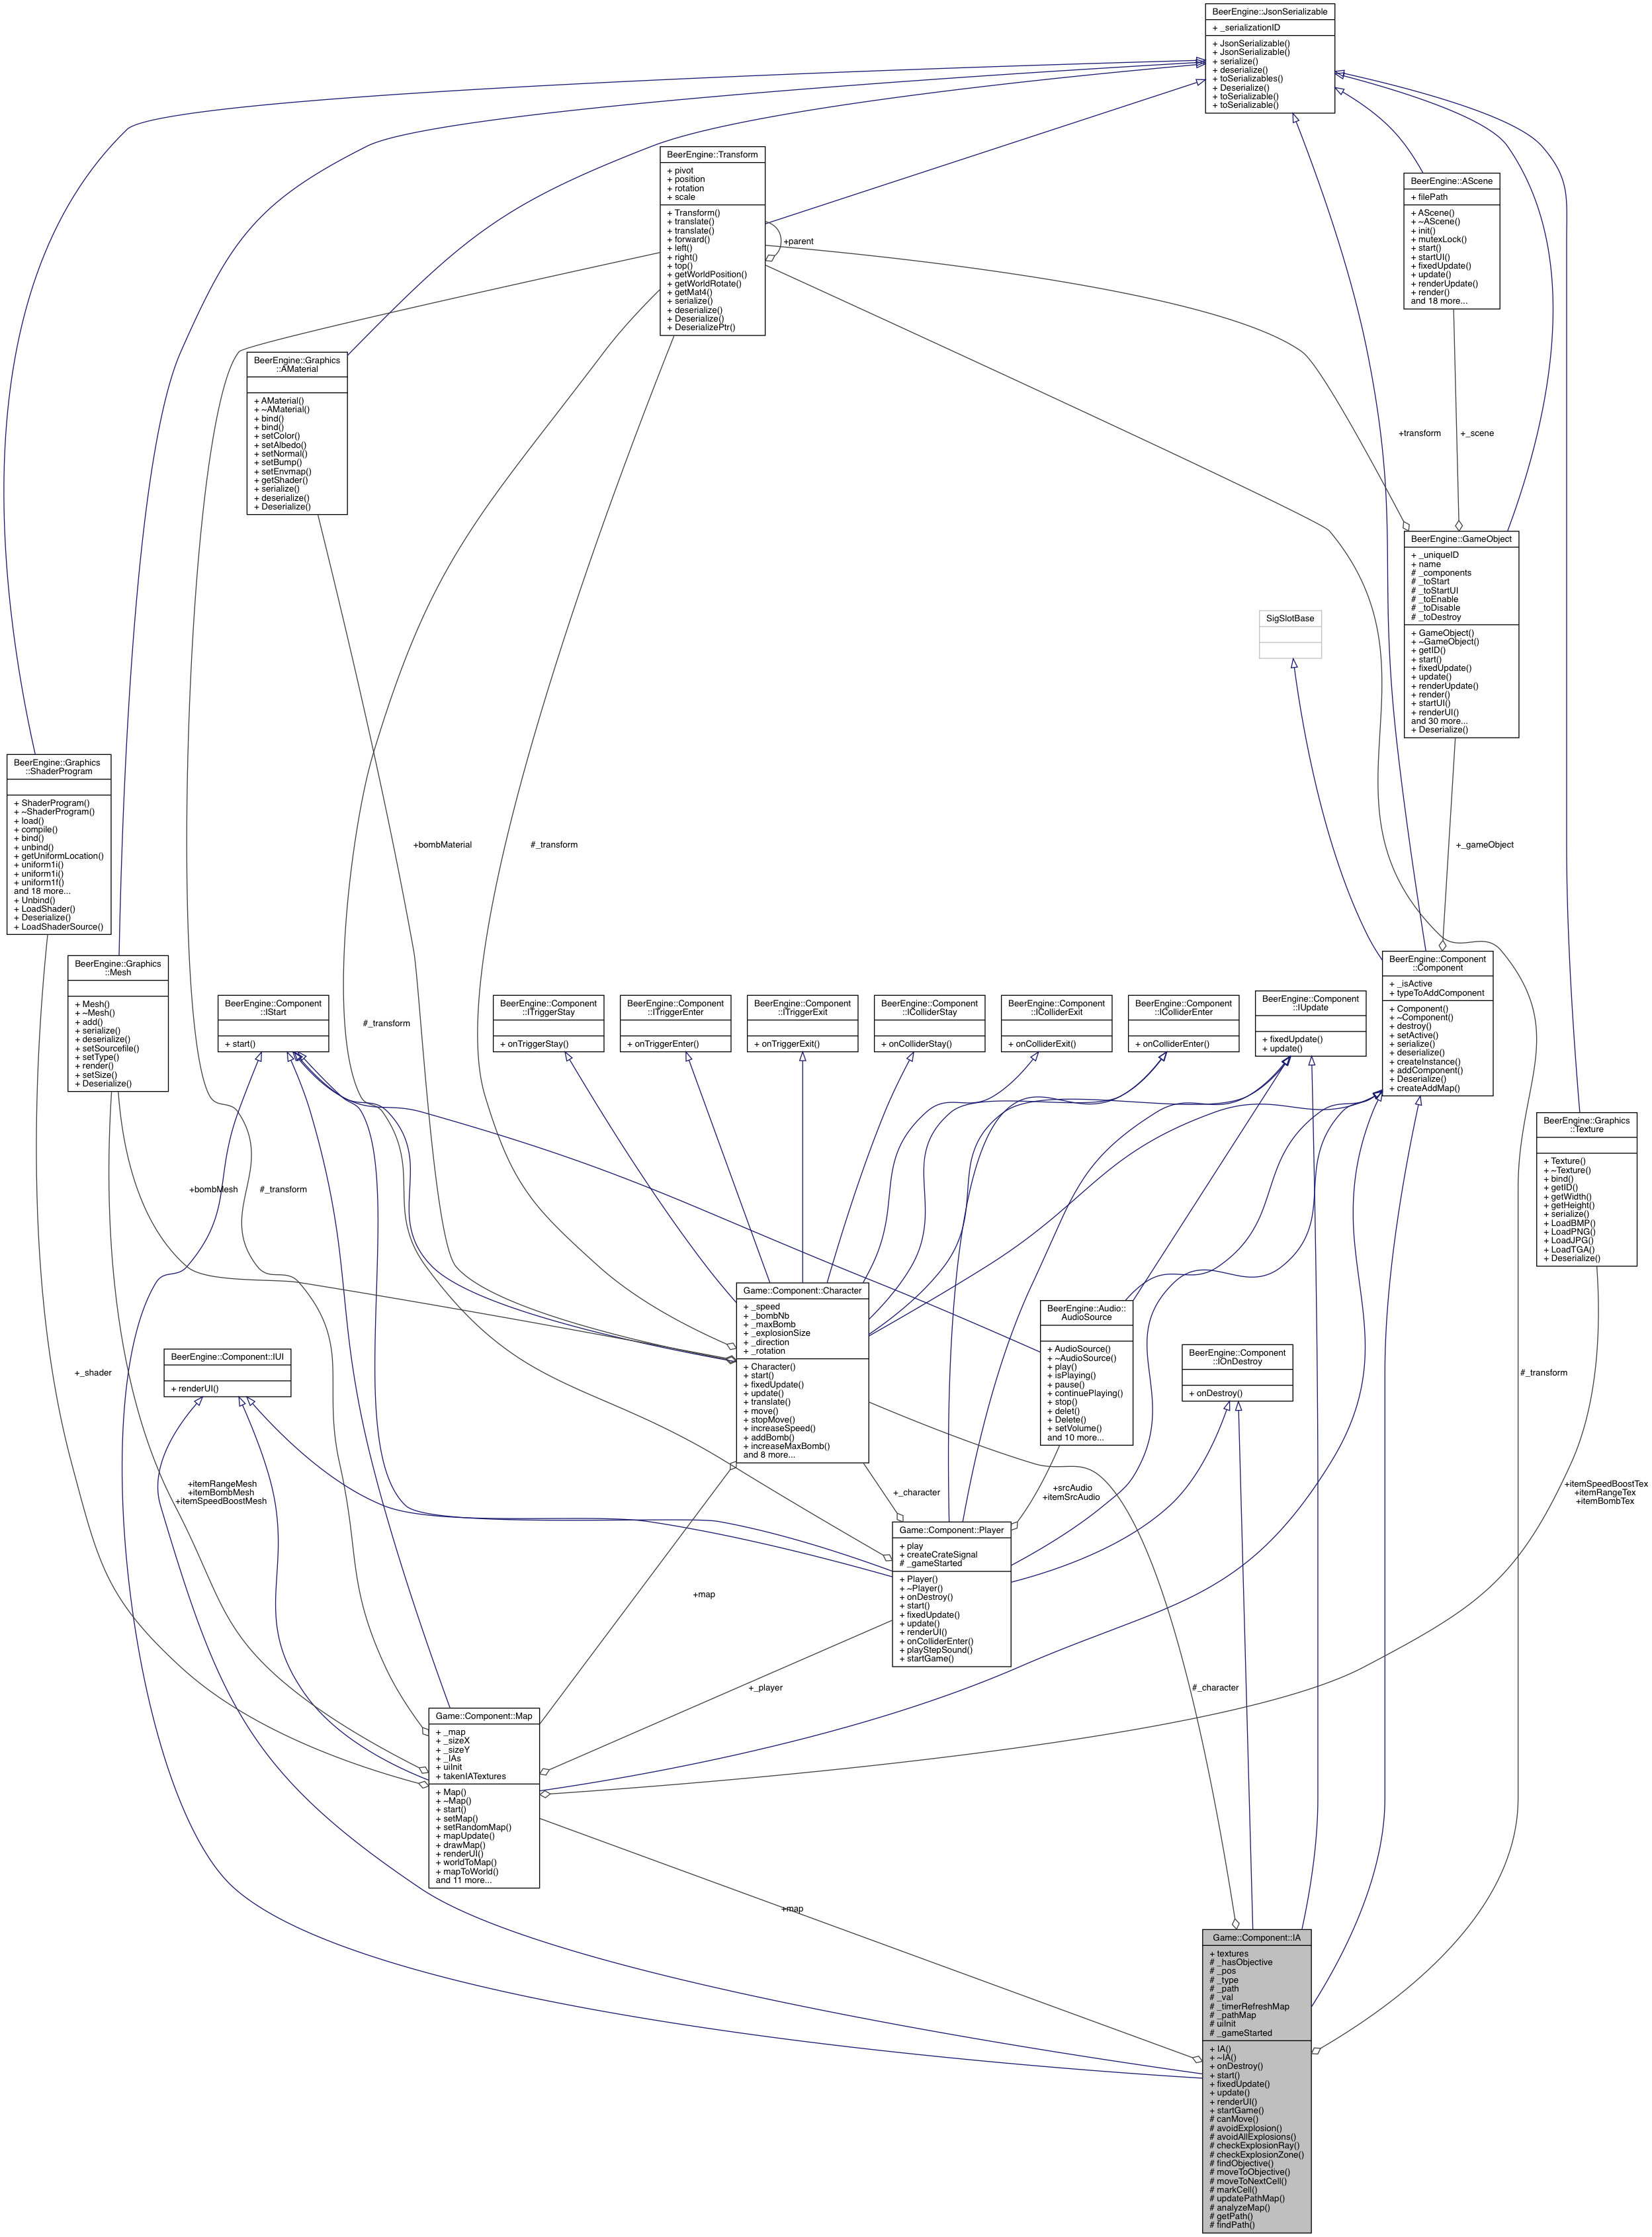 BeerEngine::JsonSerializable
+ _serializationID
+ JsonSerializable()
+ JsonSerializable()
+ serialize()
+ deserialize()
+ toSerializables()
+ Deserialize()
+ toSerializable()
+ toSerializable()
BeerEngine::Transform
+ pivot
+ position
+ rotation
+ scale
+ Transform()
+ translate()
+ translate()
+ forward()
+ left()
+ right()
+ top()
+ getWorldPosition()
+ getWorldRotate()
+ getMat4()
+ serialize()
+ deserialize()
+ Deserialize()
+ DeserializePtr()
+parent
BeerEngine::AScene
+ filePath
+ AScene()
+ ~AScene()
+ init()
+ mutexLock()
+ start()
+ startUI()
+ fixedUpdate()
+ update()
+ renderUpdate()
+ render()
and 18 more...
BeerEngine::Graphics
::AMaterial
+ AMaterial()
+ ~AMaterial()
+ bind()
+ bind()
+ setColor()
+ setAlbedo()
+ setNormal()
+ setBump()
+ setEnvmap()
+ getShader()
+ serialize()
+ deserialize()
+ Deserialize()
+transform
+_scene
BeerEngine::GameObject
+ _uniqueID
+ name
# _components
# _toStart
# _toStartUI
# _toEnable
# _toDisable
# _toDestroy
+ GameObject()
+ ~GameObject()
+ getID()
+ start()
+ fixedUpdate()
+ update()
+ renderUpdate()
+ render()
+ startUI()
+ renderUI()
and 30 more...
+ Deserialize()
SigSlotBase
BeerEngine::Graphics
::ShaderProgram
+ ShaderProgram()
+ ~ShaderProgram()
+ load()
+ compile()
+ bind()
+ unbind()
+ getUniformLocation()
+ uniform1i()
+ uniform1i()
+ uniform1f()
and 18 more...
+ Unbind()
+ LoadShader()
+ Deserialize()
+ LoadShaderSource()
+bombMaterial
#_transform
+_gameObject
BeerEngine::Graphics
::Mesh
+ Mesh()
+ ~Mesh()
+ add()
+ serialize()
+ deserialize()
+ setSourcefile()
+ setType()
+ render()
+ setSize()
+ Deserialize()
BeerEngine::Component
::IStart
+ start()
#_transform
BeerEngine::Component
::ITriggerStay
+ onTriggerStay()
BeerEngine::Component
::ITriggerEnter
+ onTriggerEnter()
BeerEngine::Component
::ITriggerExit
+ onTriggerExit()
BeerEngine::Component
::IColliderStay
+ onColliderStay()
BeerEngine::Component
::IColliderExit
+ onColliderExit()
BeerEngine::Component
::IColliderEnter
+ onColliderEnter()
BeerEngine::Component
::IUpdate
+ fixedUpdate()
+ update()
BeerEngine::Component
::Component
+ _isActive
+ typeToAddComponent
+ Component()
+ ~Component()
+ destroy()
+ setActive()
+ serialize()
+ deserialize()
+ createInstance()
+ addComponent()
+ Deserialize()
+ createAddMap()
BeerEngine::Graphics
::Texture
+ Texture()
+ ~Texture()
+ bind()
+ getID()
+ getWidth()
+ getHeight()
+ serialize()
+ LoadBMP()
+ LoadPNG()
+ LoadJPG()
+ LoadTGA()
+ Deserialize()
+bombMesh
#_transform
Game::Component::Character
+ _speed
+ _bombNb
+ _maxBomb
+ _explosionSize
+ _direction
+ _rotation
+ Character()
+ start()
+ fixedUpdate()
+ update()
+ translate()
+ move()
+ stopMove()
+ increaseSpeed()
+ addBomb()
+ increaseMaxBomb()
and 8 more...
BeerEngine::Audio::
AudioSource
+ AudioSource()
+ ~AudioSource()
+ play()
+ isPlaying()
+ pause()
+ continuePlaying()
+ stop()
+ delet()
+ Delete()
+ setVolume()
and 10 more...
BeerEngine::Component
::IOnDestroy
+ onDestroy()
BeerEngine::Component::IUI
+ renderUI()
+_shader
#_transform
+itemRangeMesh
+itemBombMesh
+itemSpeedBoostMesh
+_character
+srcAudio
+itemSrcAudio
+itemSpeedBoostTex
+itemRangeTex
+itemBombTex
Game::Component::Player
+ play
+ createCrateSignal
# _gameStarted
+ Player()
+ ~Player()
+ onDestroy()
+ start()
+ fixedUpdate()
+ update()
+ renderUI()
+ onColliderEnter()
+ playStepSound()
+ startGame()
+map
+_player
#_character
Game::Component::Map
+ _map
+ _sizeX
+ _sizeY
+ _IAs
+ uiInit
+ takenIATextures
+ Map()
+ ~Map()
+ start()
+ setMap()
+ setRandomMap()
+ mapUpdate()
+ drawMap()
+ renderUI()
+ worldToMap()
+ mapToWorld()
and 11 more...
+map
Game::Component::IA
+ textures
# _hasObjective
# _pos
# _type
# _path
# _val
# _timerRefreshMap
# _pathMap
# uiInit
# _gameStarted
+ IA()
+ ~IA()
+ onDestroy()
+ start()
+ fixedUpdate()
+ update()
+ renderUI()
+ startGame()
# canMove()
# avoidExplosion()
# avoidAllExplosions()
# checkExplosionRay()
# checkExplosionZone()
# findObjective()
# moveToObjective()
# moveToNextCell()
# markCell()
# updatePathMap()
# analyzeMap()
# getPath()
# findPath()